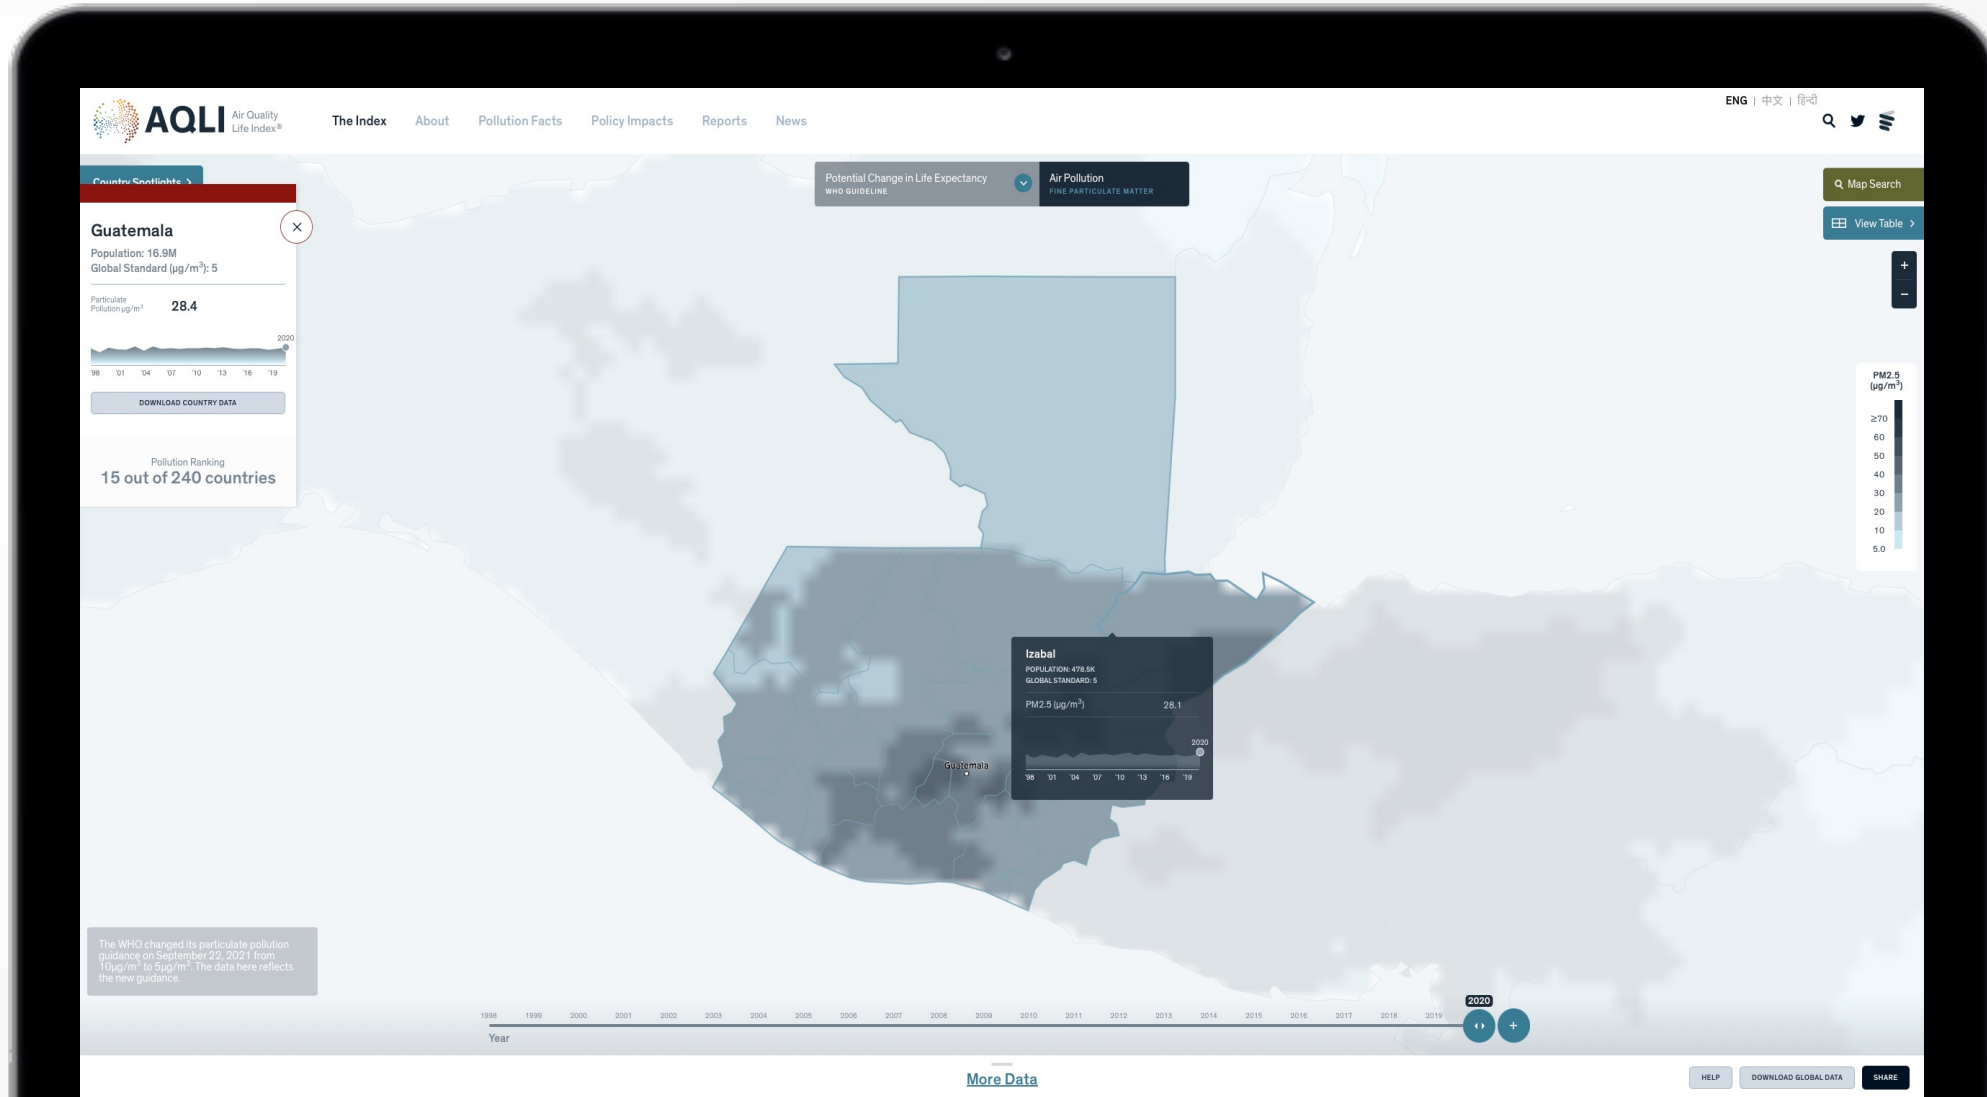 AQLI
Air Quality
Life Index®
The Index
About
Pollution Facts
Policy Impacts
Reports
News
ENG | 中文 | हिन्दी
Country Spotlights >
Potential Change in Life Expectancy
WHO GUIDELINE
Air Pollution
FINE PARTICULATE MATTER
Map Search
View Table >
+
−
Guatemala
Population: 16.9M
Global Standard (µg/m³): 5
Particulate
Pollution µg/m³
28.4
2020
'98 '01 '04 '07 '10 '13 '16 '19
DOWNLOAD COUNTRY DATA
Pollution Ranking
15 out of 240 countries
PM2.5
(µg/m³)
≥70
60
50
40
30
20
10
5.0
Izabal
POPULATION: 478.5K
GLOBAL STANDARD: 5
PM2.5 (µg/m³) 28.1
2020
'98 '01 '04 '07 '10 '13 '16 '19
Guatemala
The WHO changed its particulate pollution
guidance on September 22, 2021 from
10µg/m³ to 5µg/m³. The data here reflects
the new guidance.
2020
1998 1999 2000 2001 2002 2003 2004 2005 2006 2007 2008 2009 2010 2011 2012 2013 2014 2015 2016 2017 2018 2019
+
Year
More Data
HELP
DOWNLOAD GLOBAL DATA
SHARE